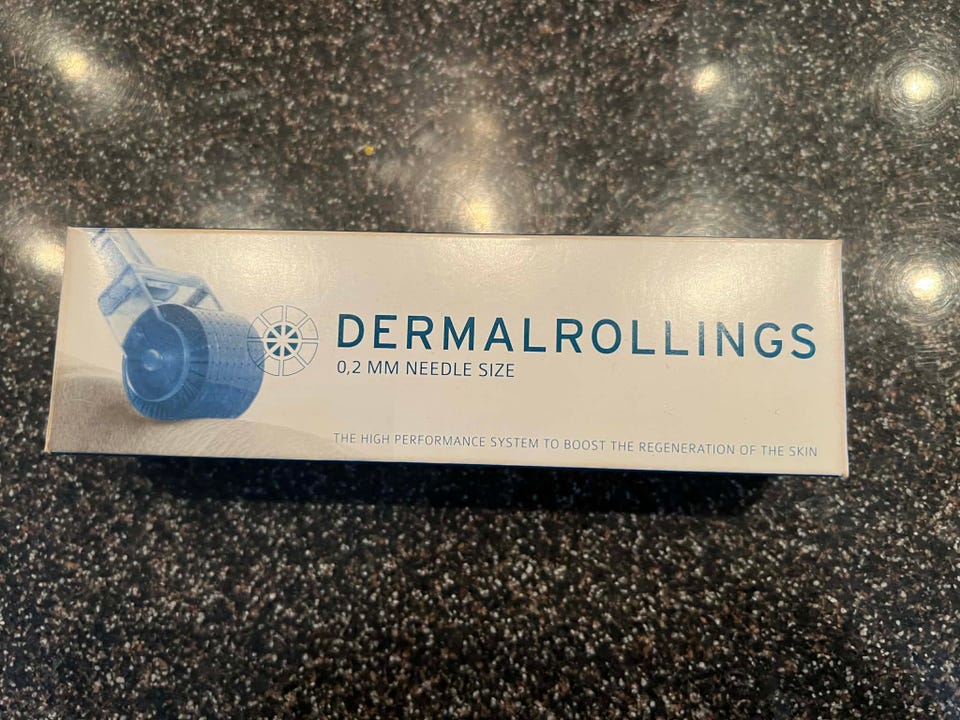 DERMALROLLINGS
0,2 MM NEEDLE SIZE
THE HIGH PERFORMANCE SYSTEM TO BOOST THE REGENERATION OF THE SKIN